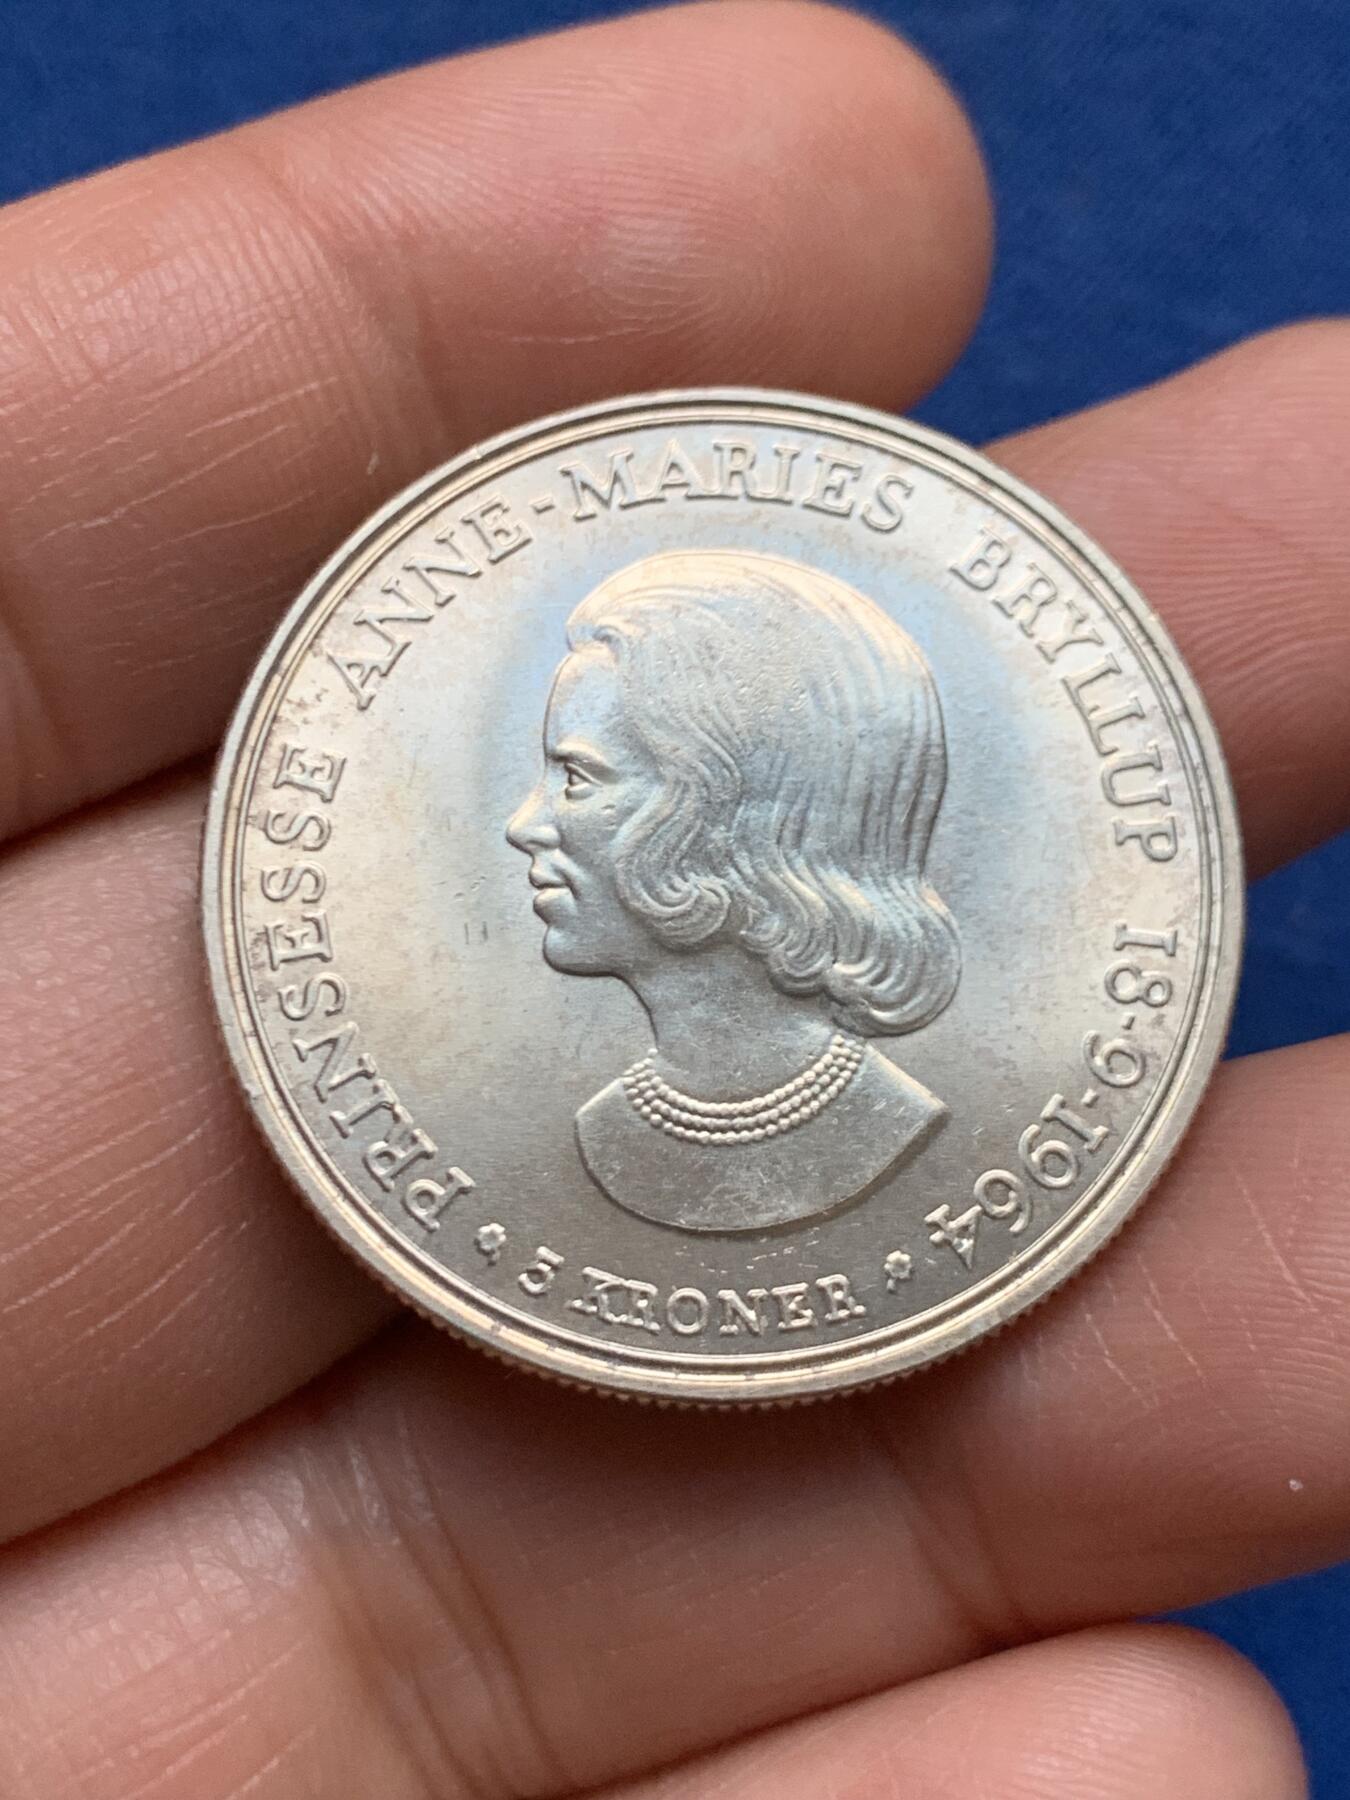 PRINSESSE ANNE-MARIES BRYLLUP 18-9-1964
5 KRONER